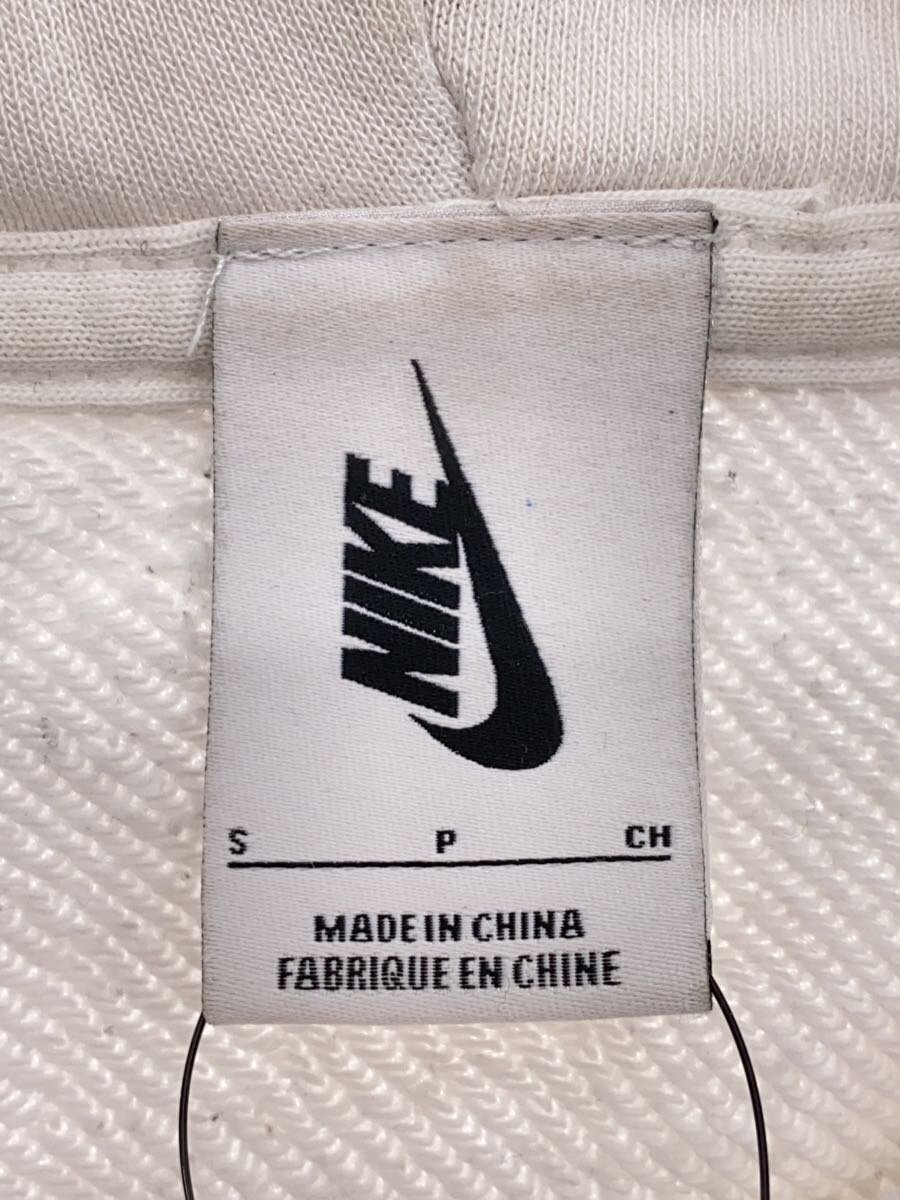 NIKE
S P CH
MADE IN CHINA
FABRIQUE EN CHINE